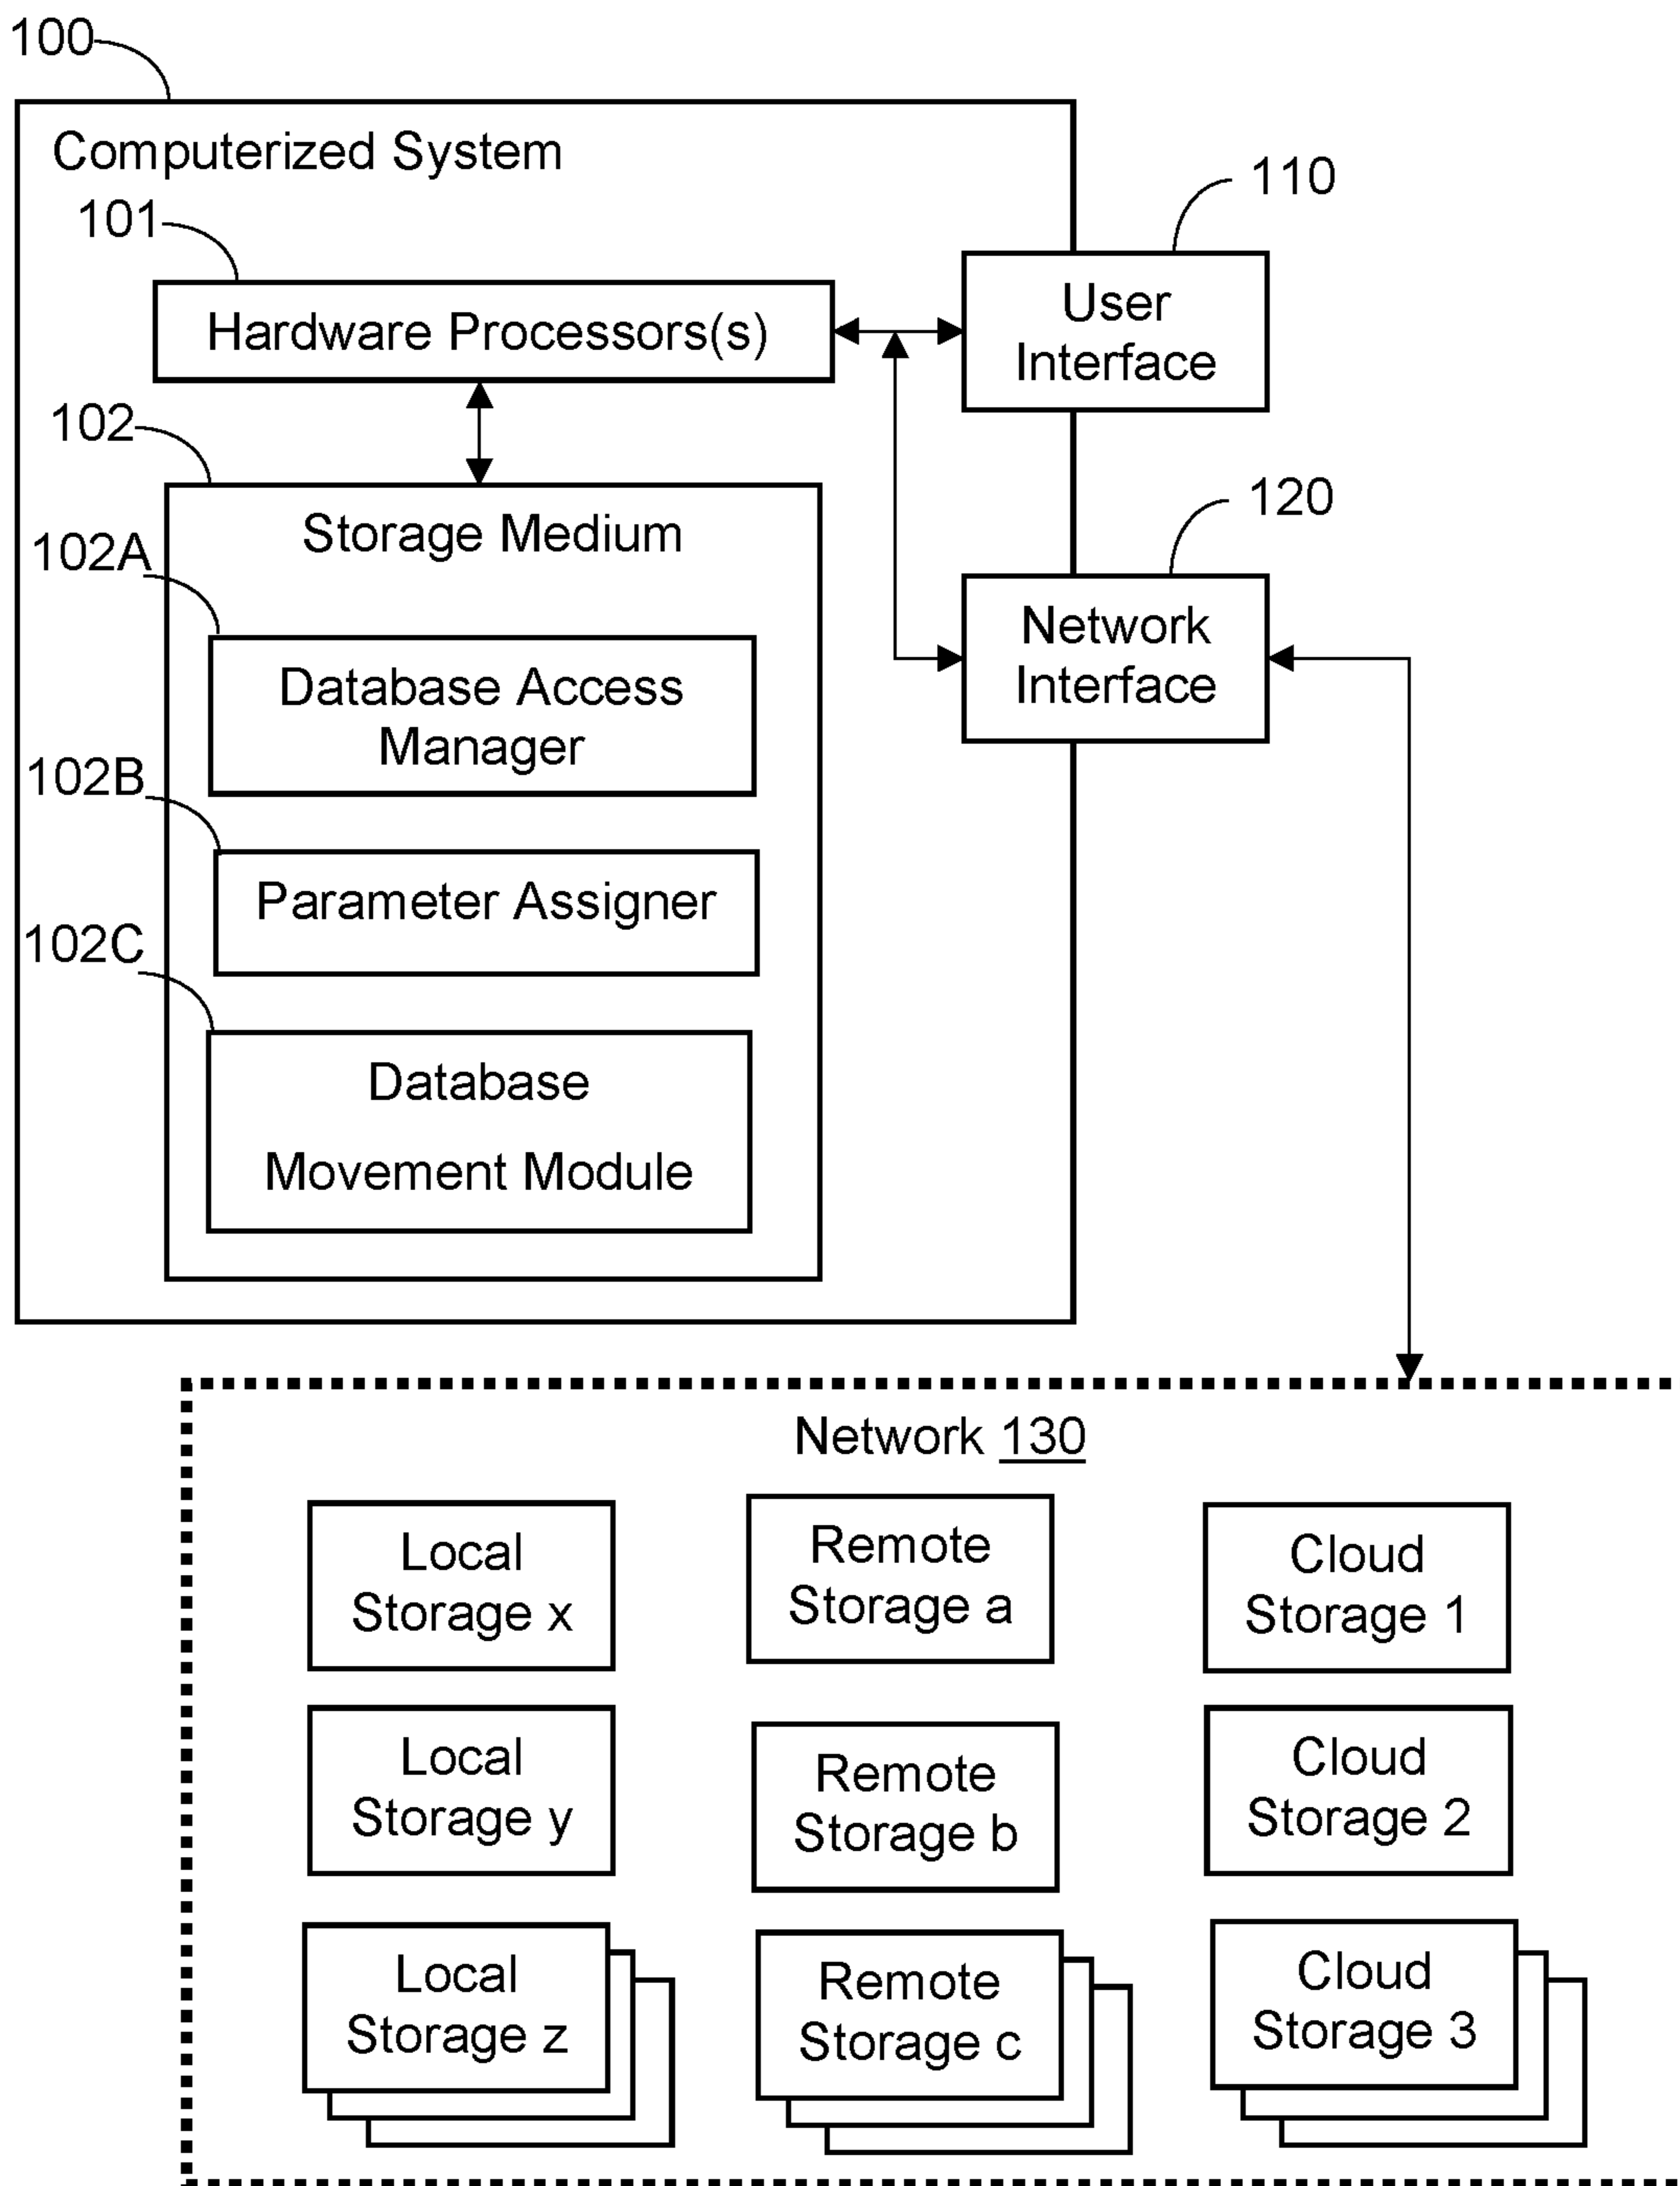 100
Computerized System
110
101
Hardware Processors(s)
User
Interface
102
Storage Medium
120
102A
Database Access
Manager
Network
Interface
102B
Parameter Assigner
102C
Database
Movement Module
Network 130
Local
Storage x
Remote
Storage a
Cloud
Storage 1
Local
Storage y
Remote
Storage b
Cloud
Storage 2
Local
Storage z
Remote
Storage c
Cloud
Storage 3